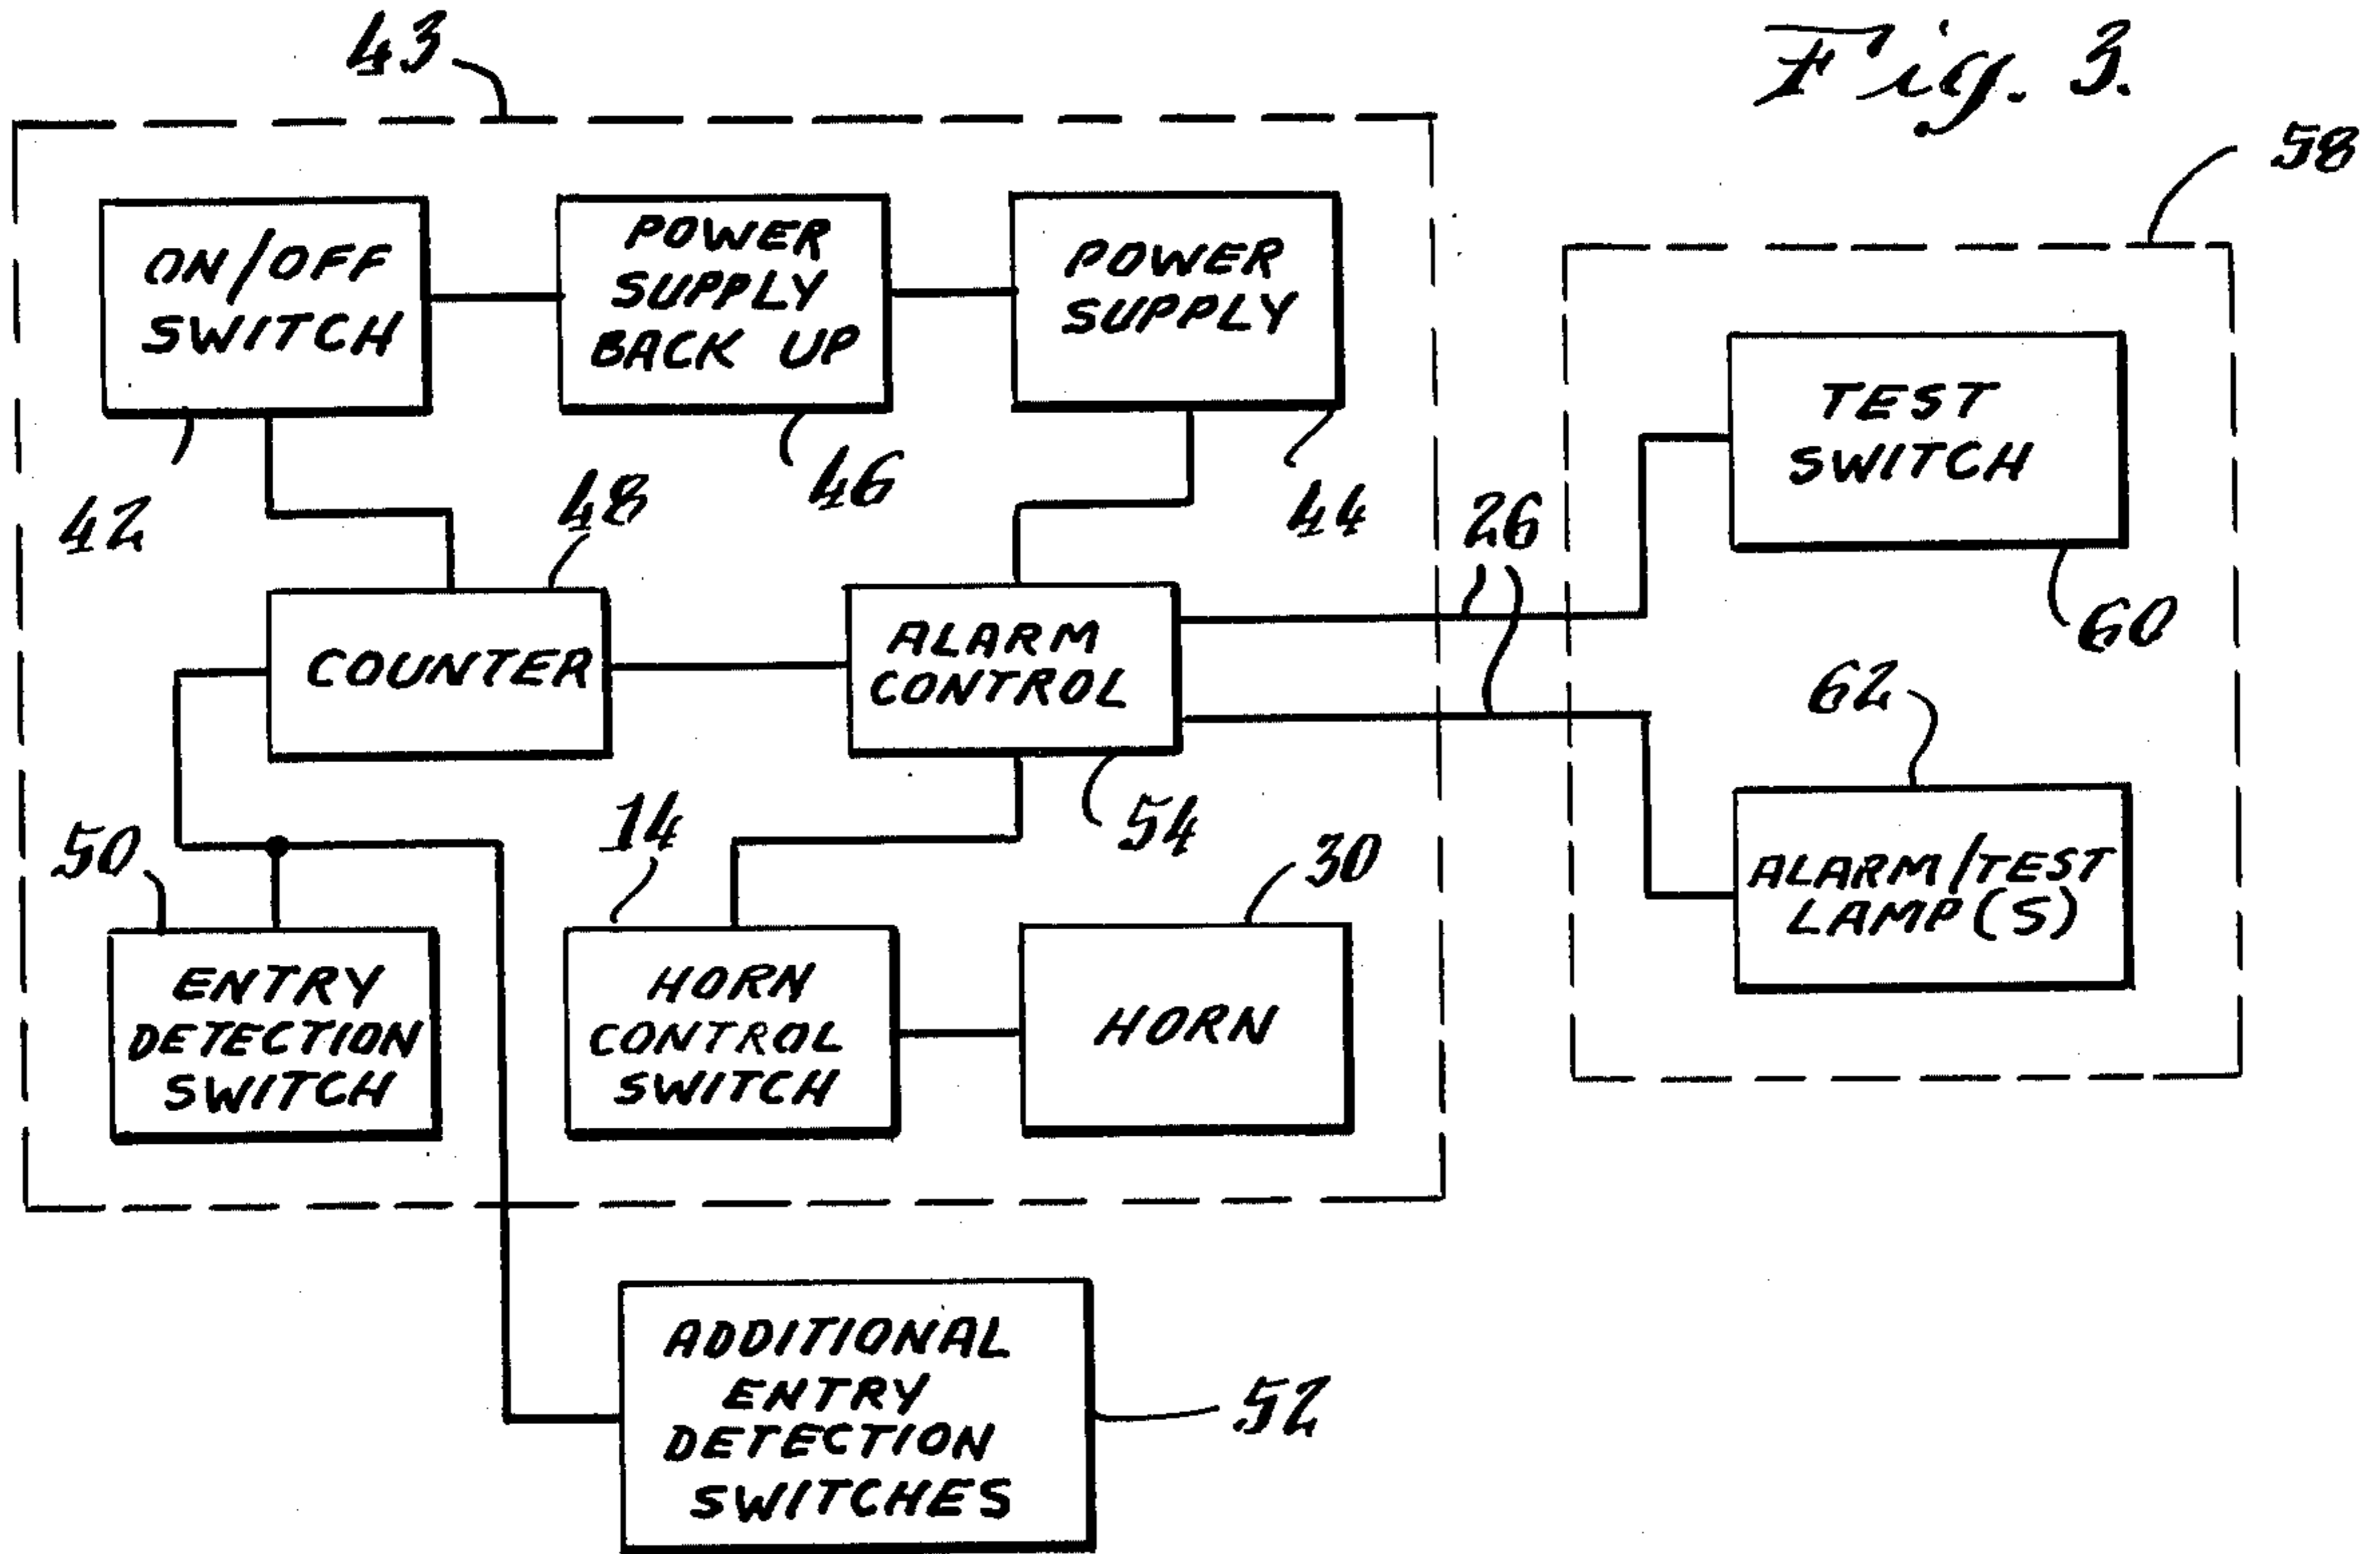 43
Fig. 3.
58
ON/OFF
SWITCH
POWER
SUPPLY
BACK UP
POWER
SUPPLY
TEST
SWITCH
42
48
46
44
26
60
COUNTER
ALARM
CONTROL
62
50
14
54
30
ALARM/TEST
LAMP(S)
ENTRY
DETECTION
SWITCH
HORN
CONTROL
SWITCH
HORN
ADDITIONAL
ENTRY
DETECTION
SWITCHES
52